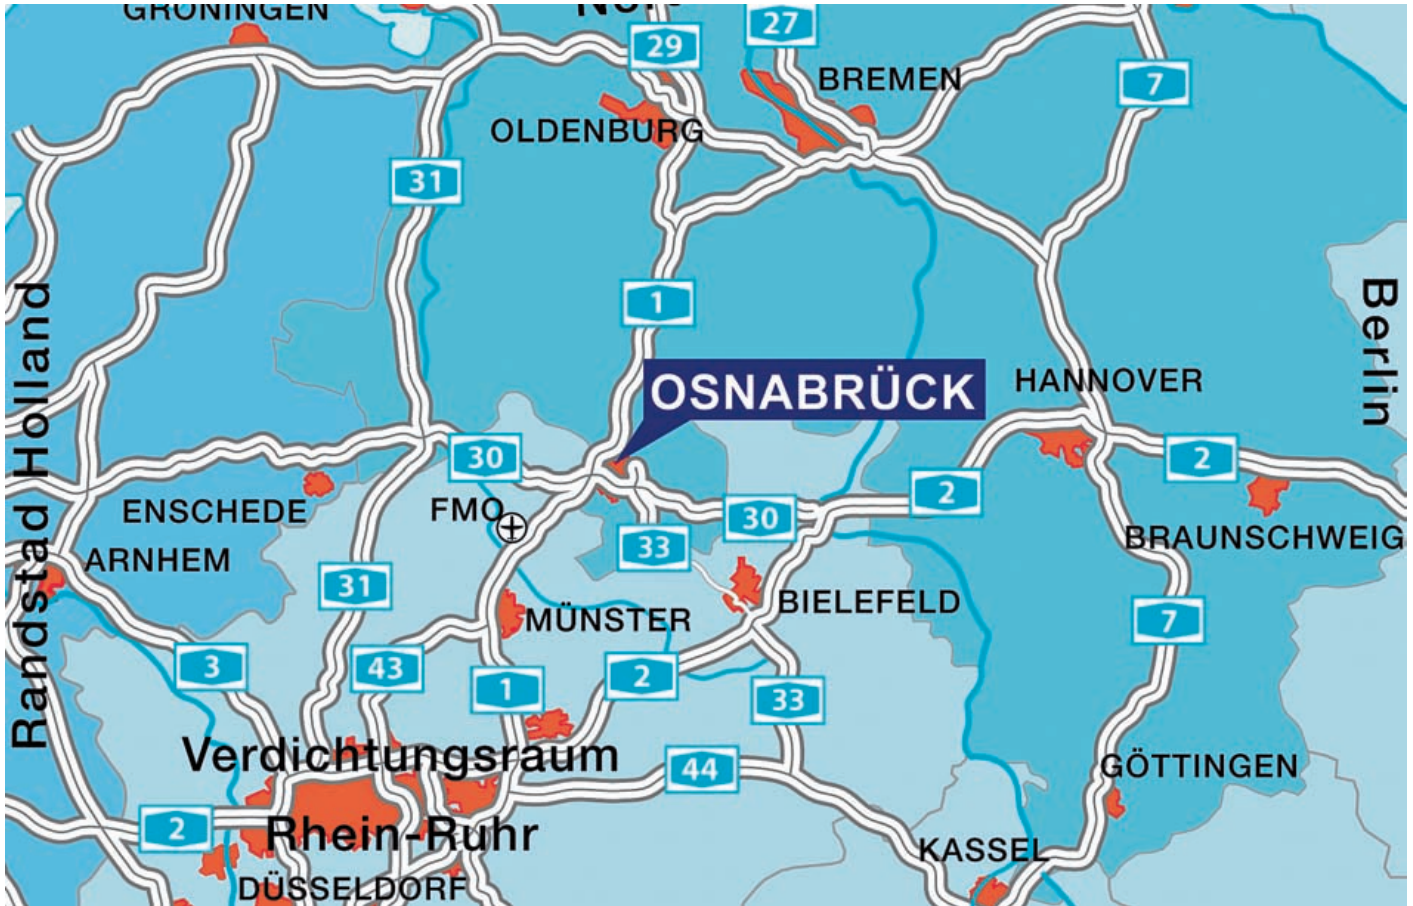 GRONINGEN
27
29
BREMEN
7
OLDENBURG
31
1
Berlin
Randstad Holland
OSNABRÜCK
HANNOVER
30
2
2
ENSCHEDE
FMO
30
BRAUNSCHWEIG
ARNHEM
33
31
MÜNSTER
BIELEFELD
7
3
43
1
2
33
Verdichtungsraum
44
GÖTTINGEN
2
Rhein-Ruhr
KASSEL
DÜSSELDORF